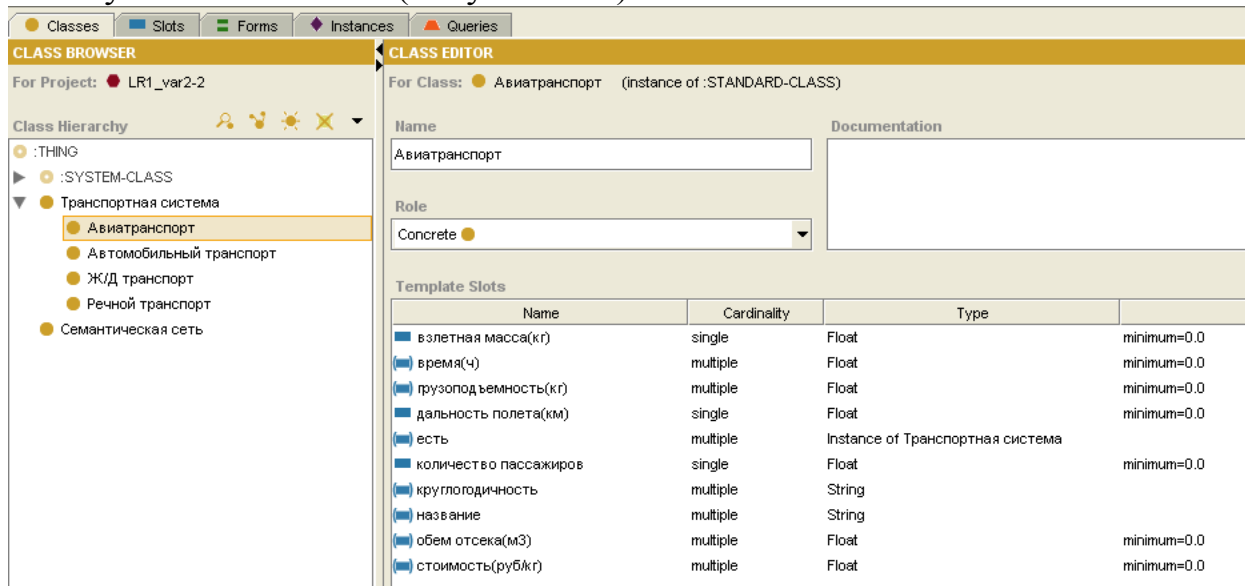 Classes Slots Forms Instances Queries
CLASS BROWSER
For Project: LR1_var2-2
Class Hierarchy
:THING
:SYSTEM-CLASS
Транспортная система
Авиатранспорт
Автомобильный транспорт
Ж/Д транспорт
Речной транспорт
Семантическая сеть
CLASS EDITOR
For Class: Авиатранспорт (instance of :STANDARD-CLASS)
Name Documentation
Авиатранспорт
Role
Concrete
Template Slots
Name Cardinality Type
взлетная масса(кг) single Float minimum=0.0
время(ч) multiple Float minimum=0.0
грузоподъемность(кг) multiple Float minimum=0.0
дальность полета(км) single Float minimum=0.0
есть multiple Instance of Транспортная система
количество пассажиров single Float minimum=0.0
круглогодичность multiple String
название multiple String
обем отсека(м3) multiple Float minimum=0.0
стоимость(руб/кг) multiple Float minimum=0.0